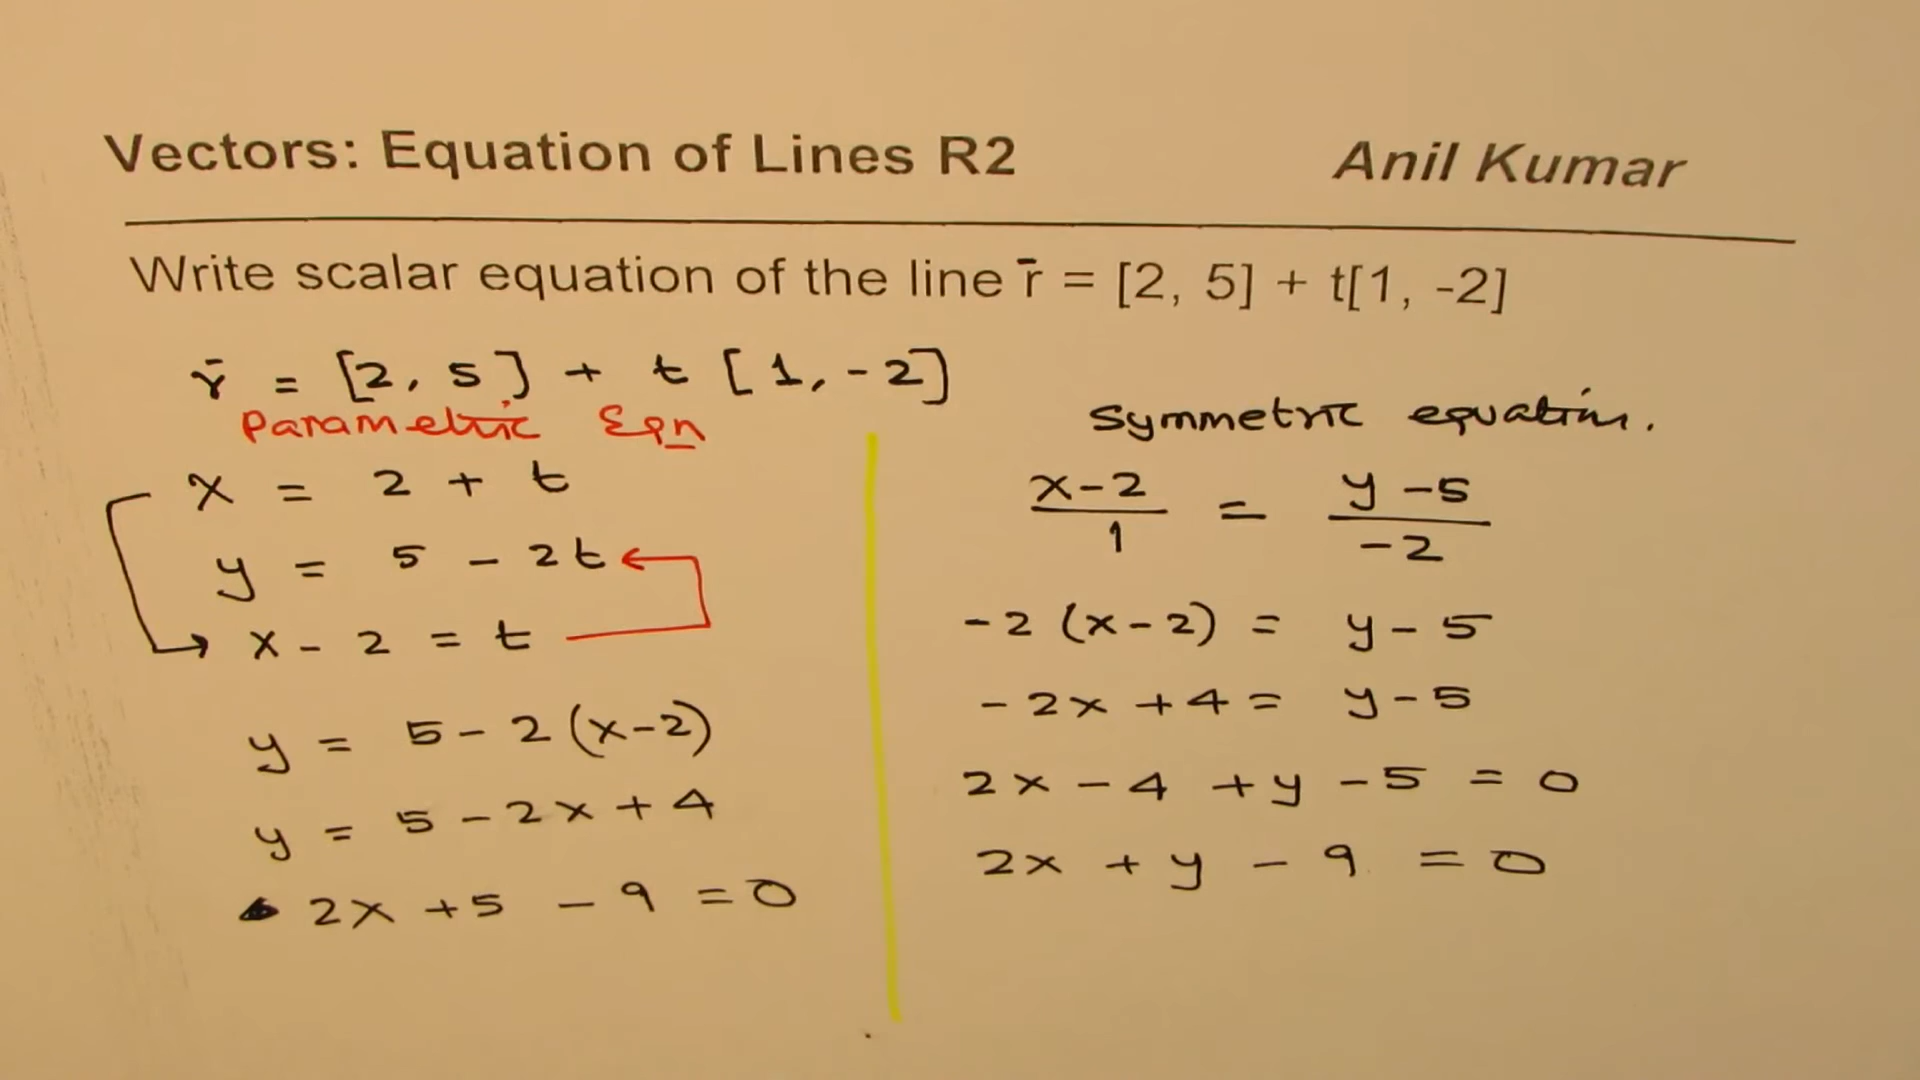 Vectors: Equation of Lines R2 Anil Kumar
Write scalar equation of the line r̄ = [2, 5] + t[1, -2]
r̄ = [2, 5] + t [1, -2]
Parametric Eqn
x = 2 + t
y = 5 - 2t
x - 2 = t
y = 5 - 2(x-2)
y = 5 - 2x + 4
2x + 5 - 9 = 0
Symmetric equation.
x-2 = y-5
1 -2
-2 (x-2) = y-5
-2x + 4 = y-5
2x - 4 + y - 5 = 0
2x + y - 9 = 0